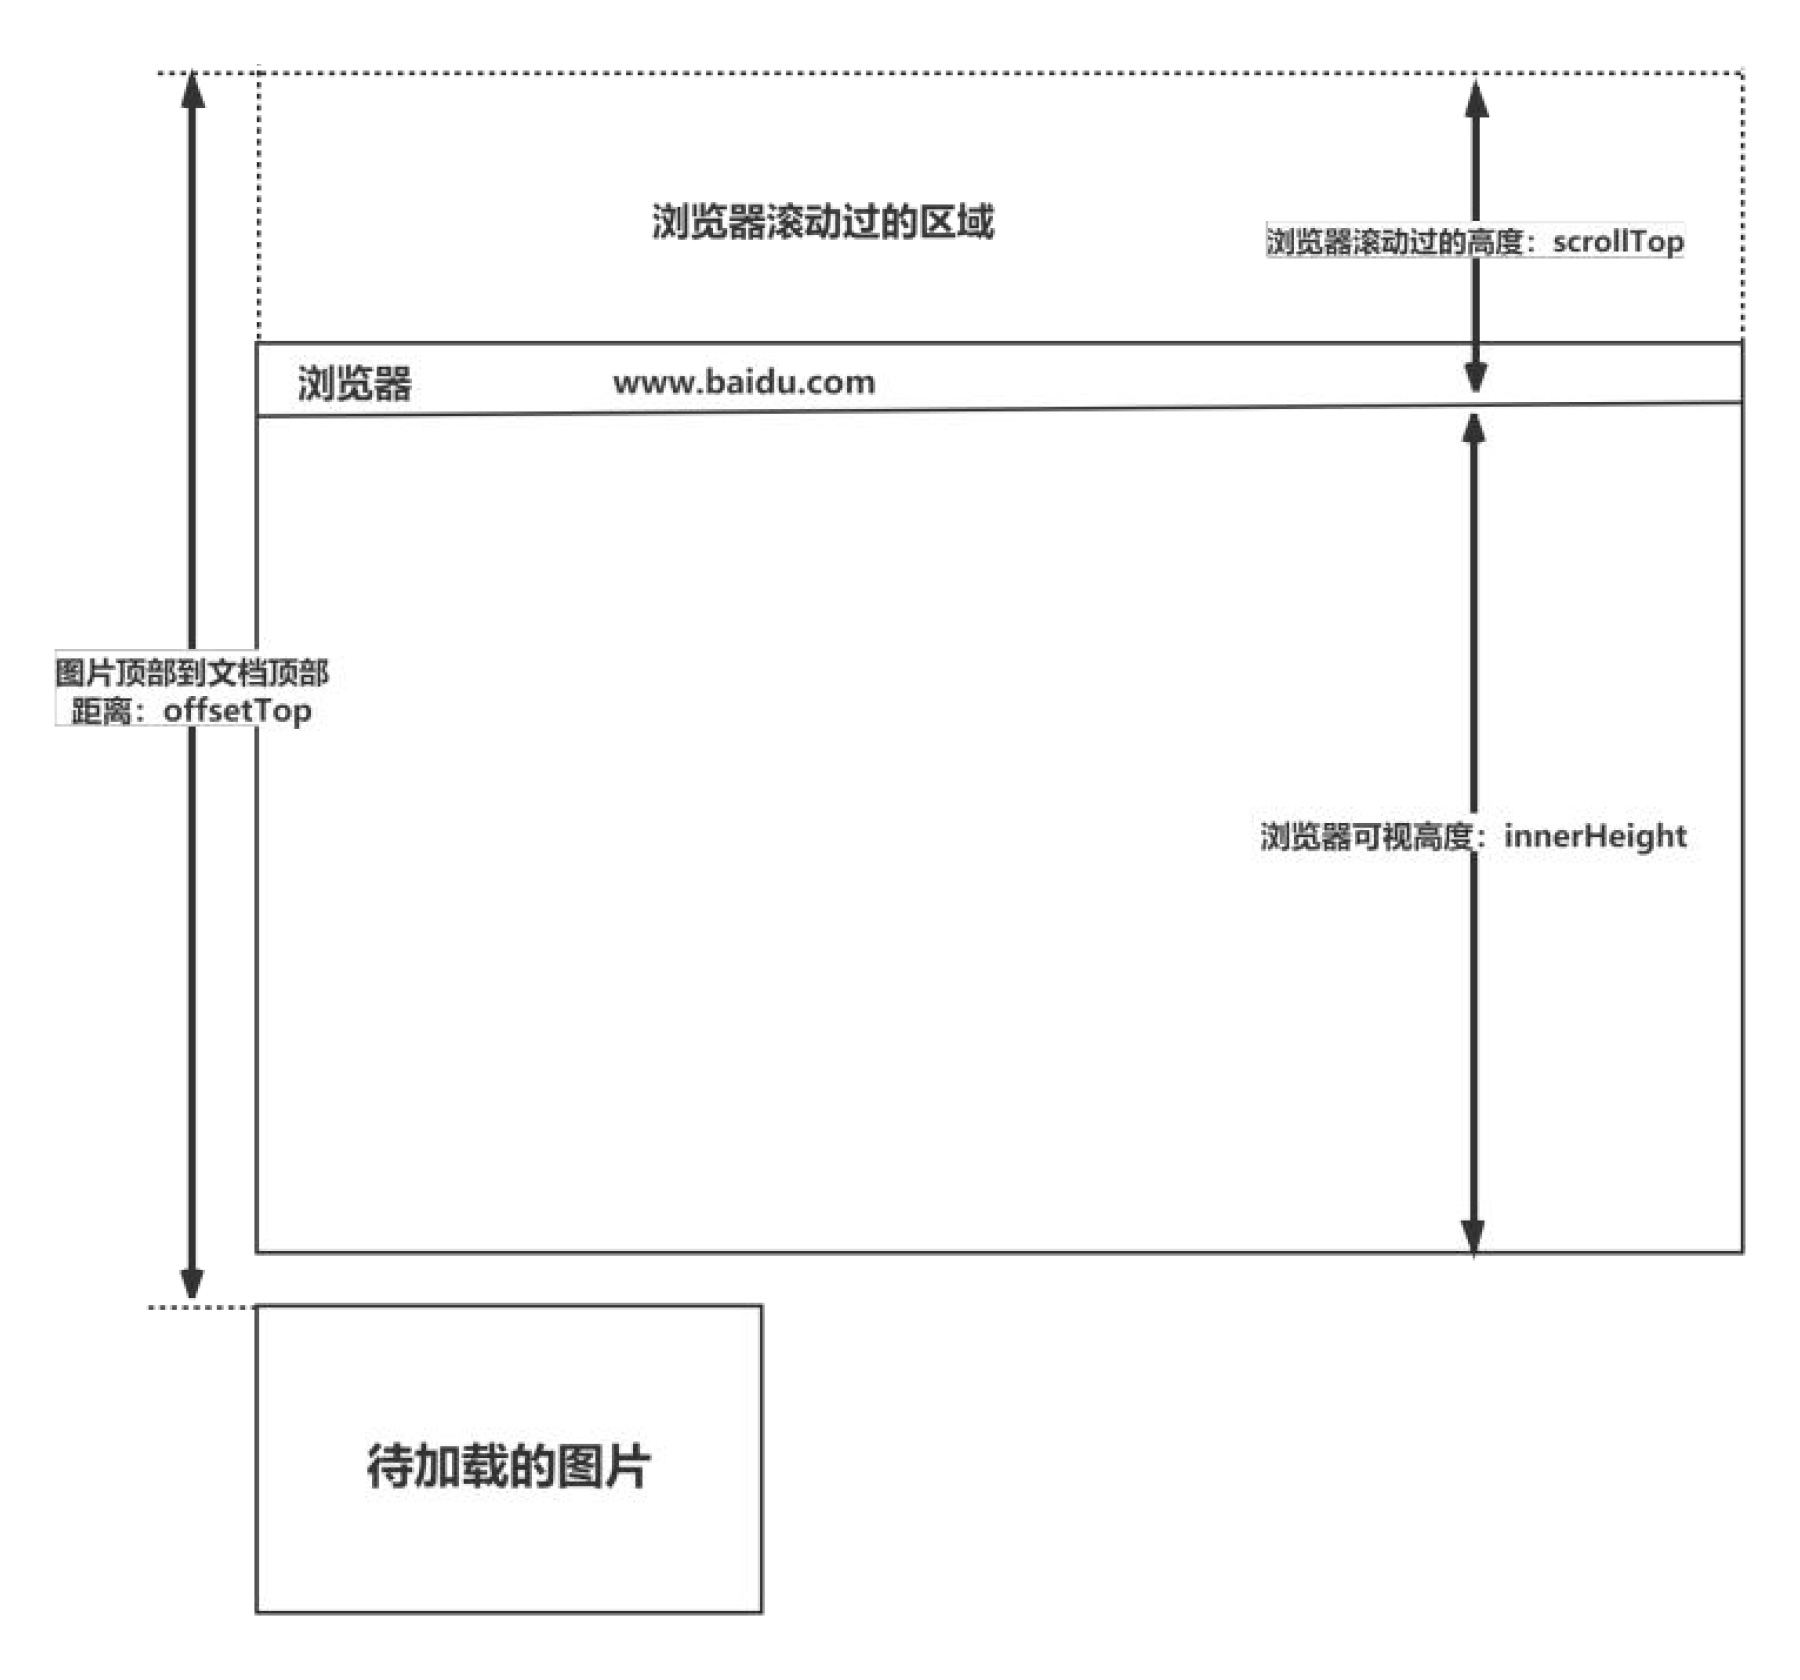 浏览器滚动过的区域
浏览器滚动过的高度：scrollTop
浏览器
www.baidu.com
图片顶部到文档顶部
距离：offsetTop
浏览器可视高度：innerHeight
待加载的图片